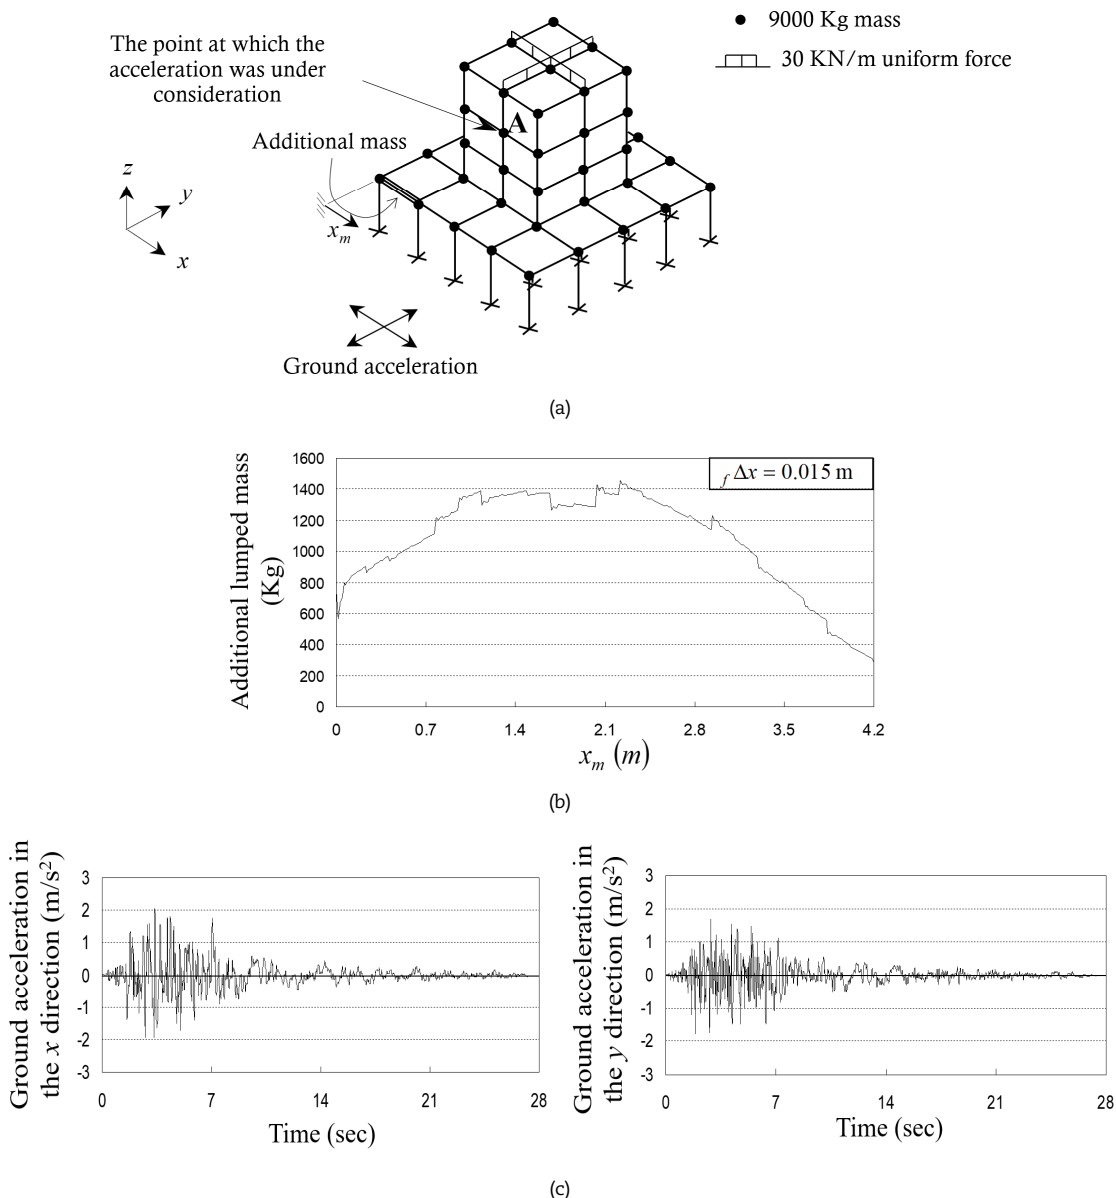 The point at which the
acceleration was under
consideration
A
Additional mass
9000 Kg mass
30 KN/m uniform force
z
y
x
x_m
Ground acceleration
(a)
Additional lumped mass
(Kg)
1600
1400
1200
1000
800
600
400
200
0
f Δx = 0.015 m
0 0.7 1.4 2.1 2.8 3.5 4.2
x_m (m)
(b)
Ground acceleration in
the x direction (m/s²)
3
2
1
0
-1
-2
-3
0 7 14 21 28
Time (sec)
Ground acceleration in
the y direction (m/s²)
3
2
1
0
-1
-2
-3
0 7 14 21 28
Time (sec)
(c)